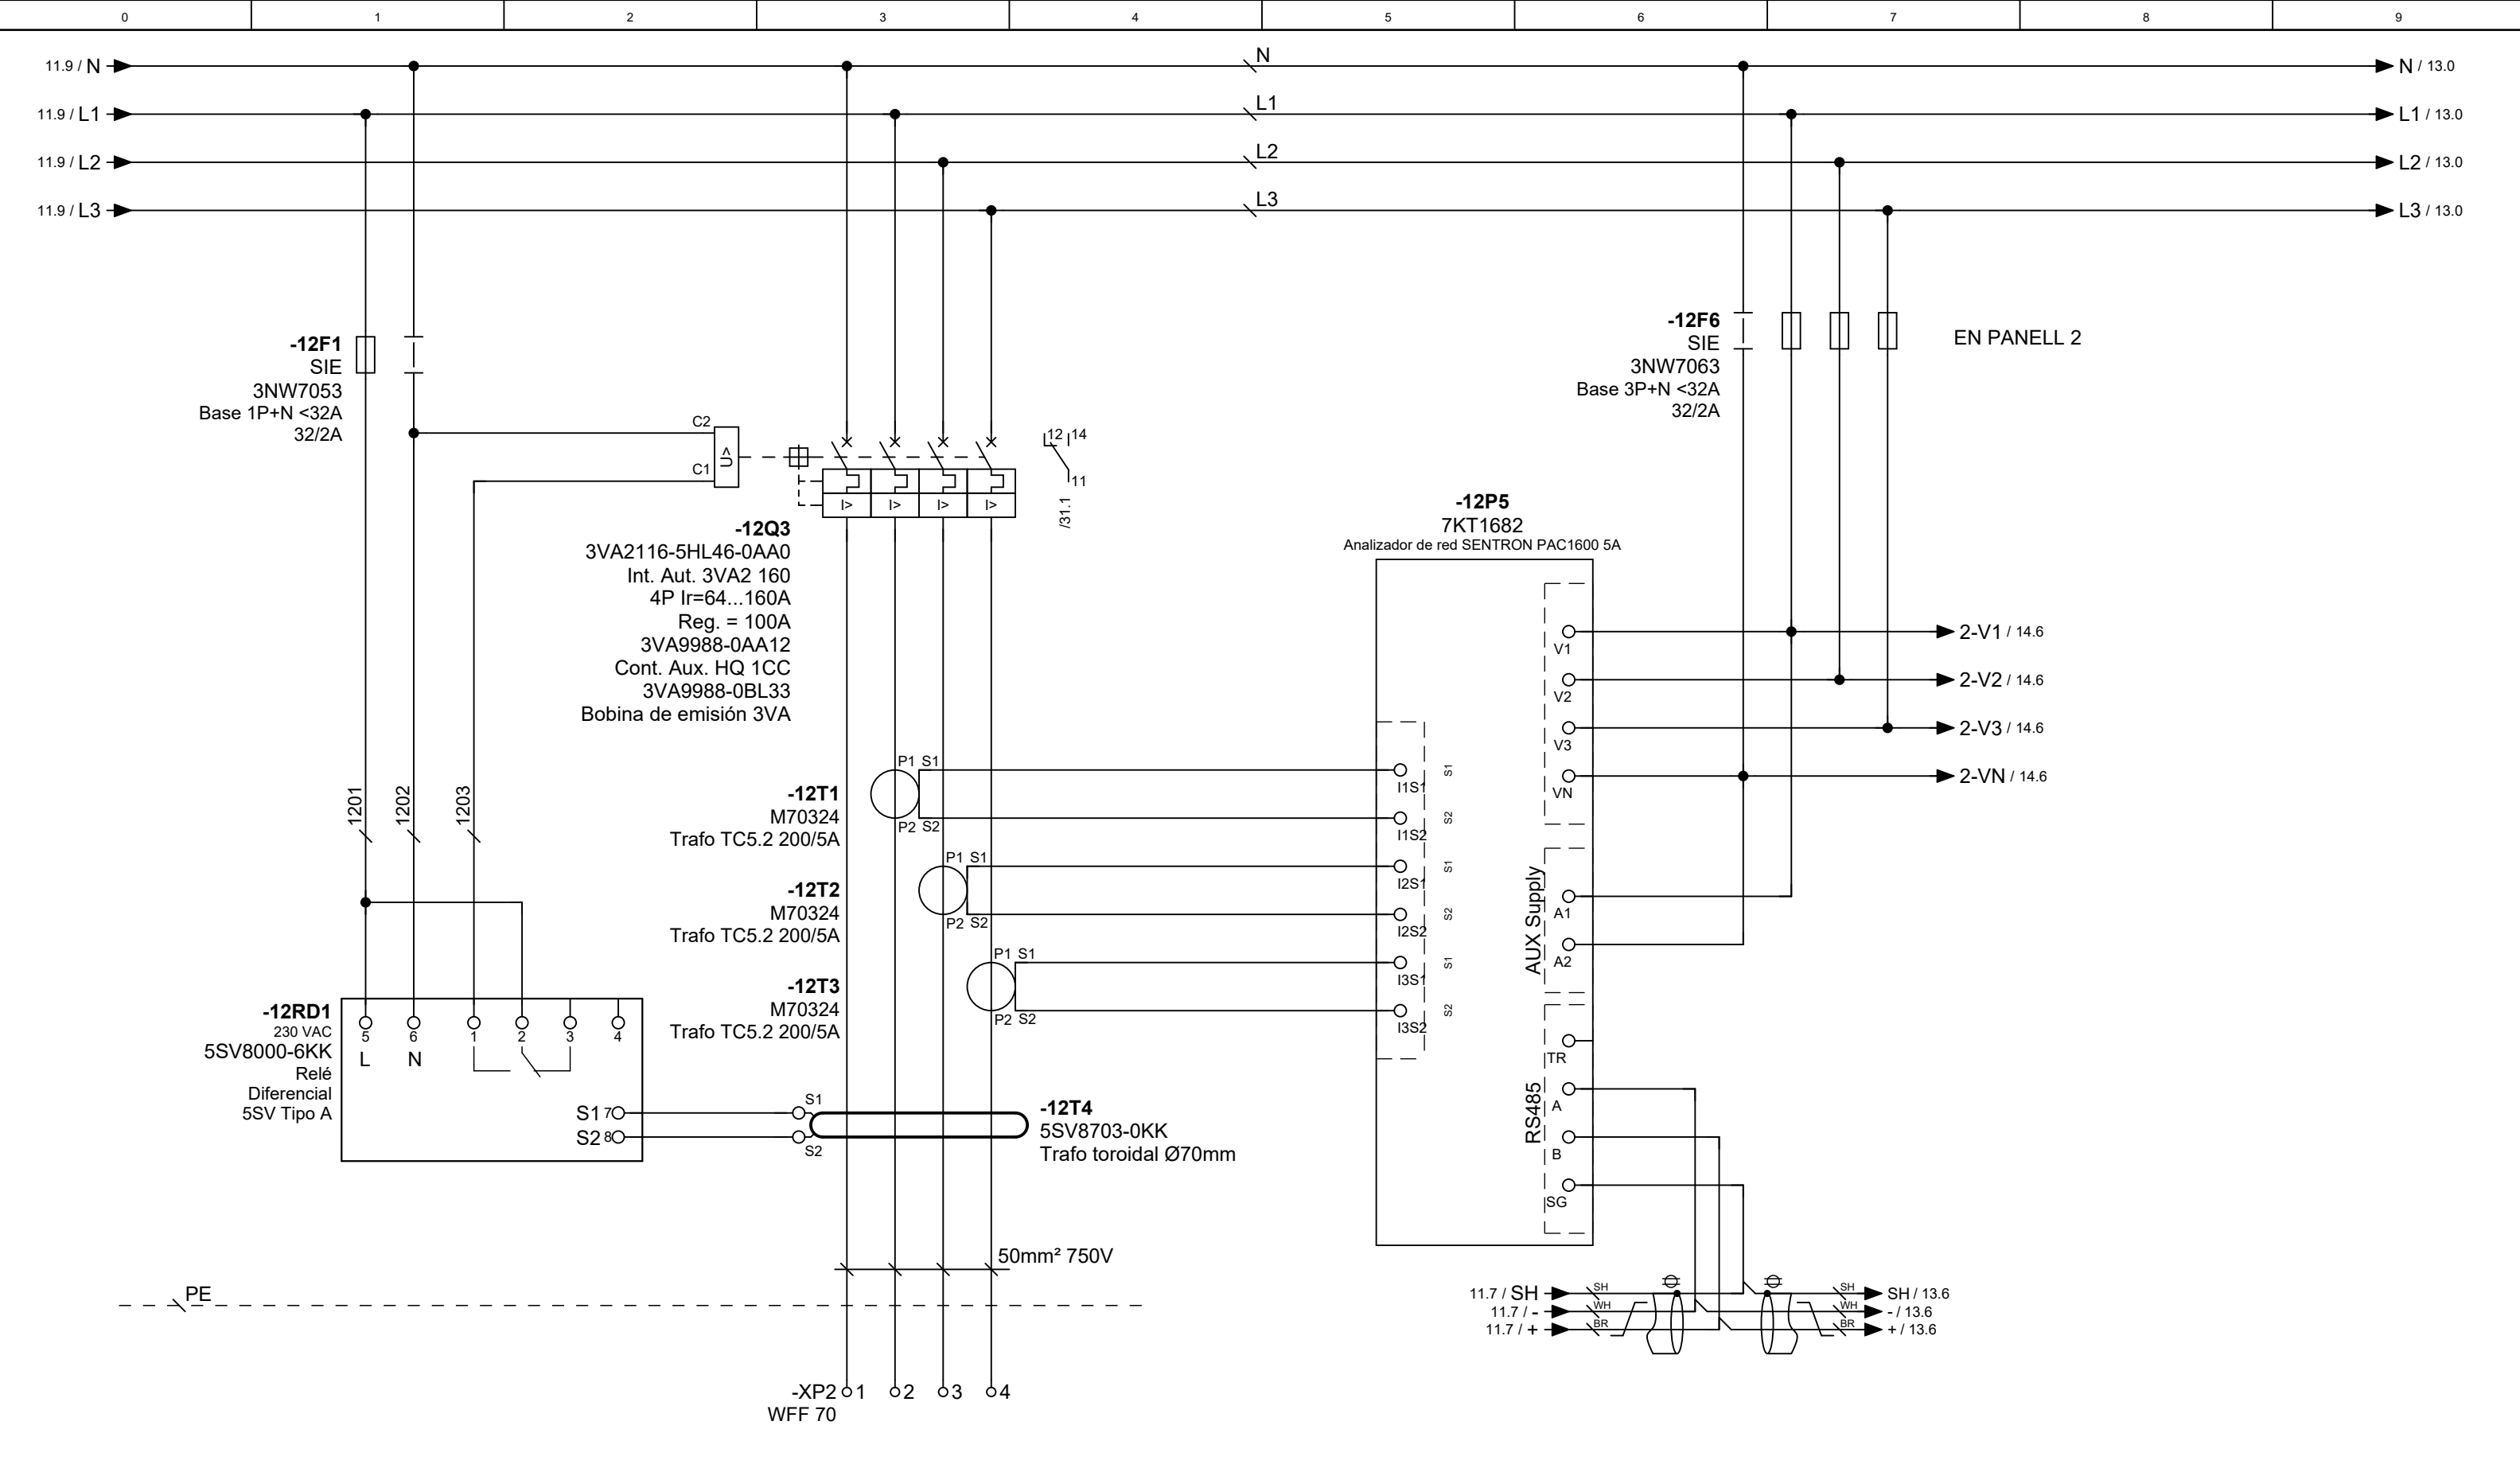 0 1 2 3 4 5 6 7 8 9
11.9 / N
N
N / 13.0
11.9 / L1
L1
L1 / 13.0
11.9 / L2
L2
L2 / 13.0
11.9 / L3
L3
L3 / 13.0
-12F1
SIE
3NW7053
Base 1P+N <32A
32/2A
C2
C1
U>
I> I> I> I>
12 14
11
/31.1
-12Q3
3VA2116-5HL46-0AA0
Int. Aut. 3VA2 160
4P Ir=64...160A
Reg. = 100A
3VA9988-0AA12
Cont. Aux. HQ 1CC
3VA9988-0BL33
Bobina de emisión 3VA
-12F6
SIE
3NW7063
Base 3P+N <32A
32/2A
EN PANELL 2
-12P5
7KT1682
Analizador de red SENTRON PAC1600 5A
V1
2-V1 / 14.6
V2
2-V2 / 14.6
V3
2-V3 / 14.6
VN
2-VN / 14.6
AUX Supply
A1
A2
RS485
TR
A
B
SG
1201
1202
1203
-12T1
M70324
Trafo TC5.2 200/5A
P1 S1
P2 S2
I1S1
S1
I1S2
S2
-12T2
M70324
Trafo TC5.2 200/5A
P1 S1
P2 S2
I2S1
S1
I2S2
S2
-12T3
M70324
Trafo TC5.2 200/5A
P1 S1
P2 S2
I3S1
S1
I3S2
S2
-12RD1
230 VAC
5SV8000-6KK
Relé
Diferencial
5SV Tipo A
5 6 1 2 3 4
L N
S1 7
S2 8
S1
S2
-12T4
5SV8703-0KK
Trafo toroidal Ø70mm
50mm² 750V
PE
11.7 / SH
SH
SH
SH / 13.6
11.7 / -
WH
WH
- / 13.6
11.7 / +
BR
BR
+ / 13.6
-XP2 1 2 3 4
WFF 70